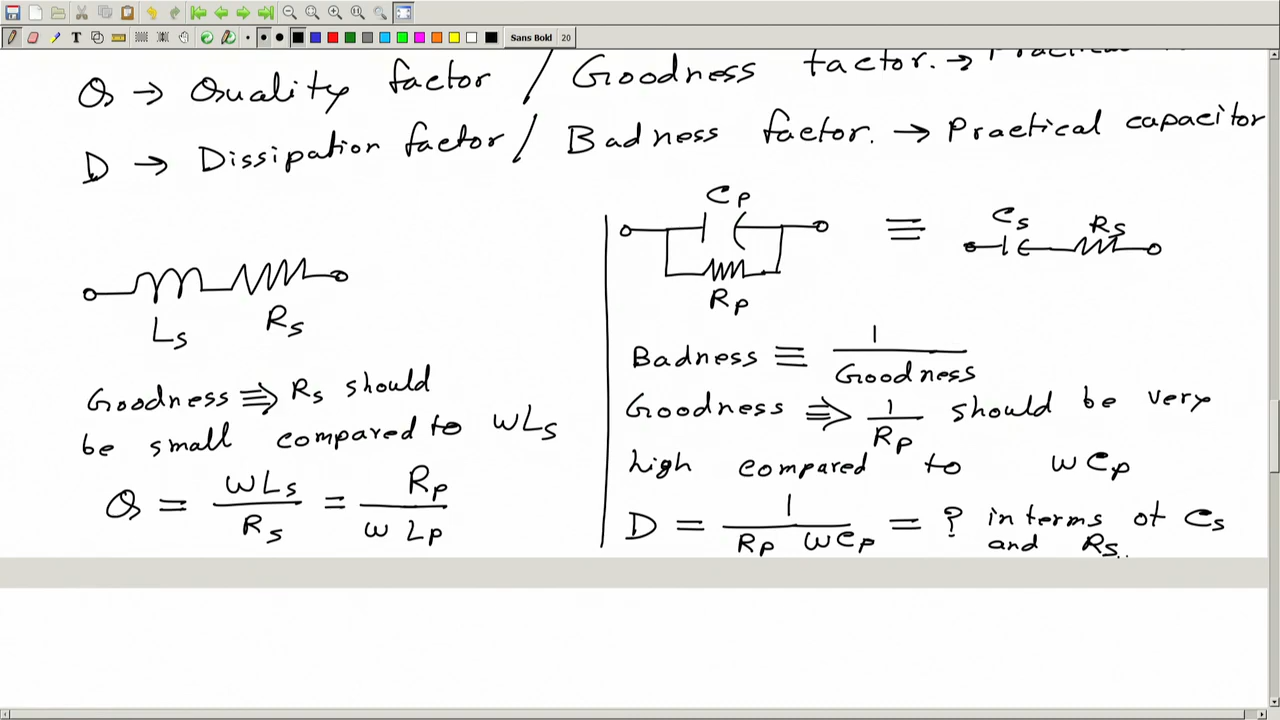 Sans Bold 20
Q → Quality factor / Goodness factor. →
D → Dissipation factor / Badness factor. → Practical capacitor
Ls Rs
Goodness ⇛ Rs should
be small compared to ωLs
Q = ωLs / Rs = Rp / ω Lp
Cp
Rp
≡
Cs Rs
Badness ≡ 1 / Goodness
Goodness ⇛ 1 / Rp should be very
high compared to ωCp
D = 1 / Rp ωCp = ? in terms of Cs
and Rs.